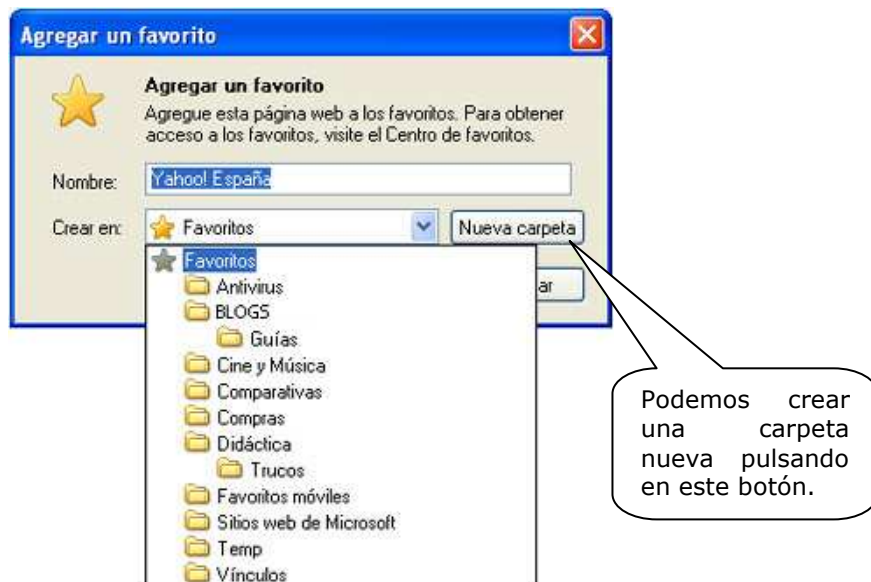 Agregar un favorito
Agregar un favorito
Agregue esta página web a los favoritos. Para obtener
acceso a los favoritos, visite el Centro de favoritos.
Nombre: Yahoo! España
Crear en: Favoritos Nueva carpeta
Favoritos
Antivirus
ar
BLOGS
Guías
Cine y Música
Comparativas
Compras
Didáctica
Trucos
Favoritos móviles
Sitios web de Microsoft
Temp
Vínculos
Podemos crear
una carpeta
nueva pulsando
en este botón.